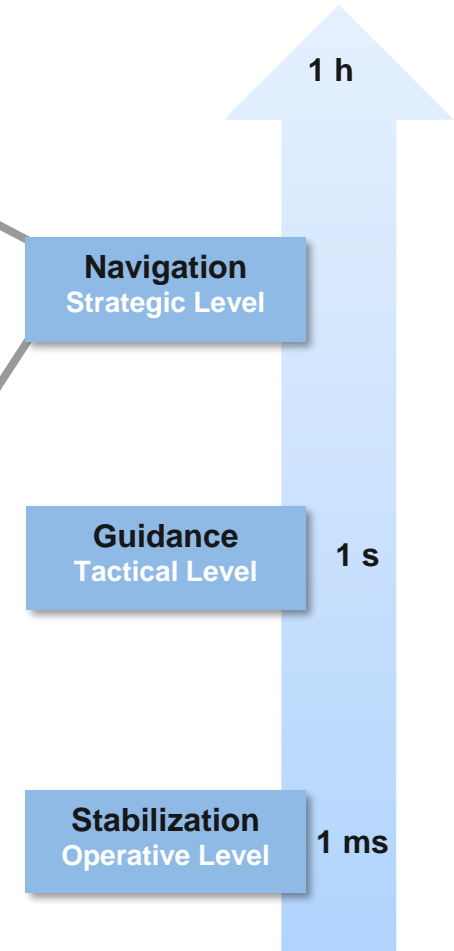 1 h
Navigation
Strategic Level
Guidance
Tactical Level
1 s
Stabilization
Operative Level
1 ms